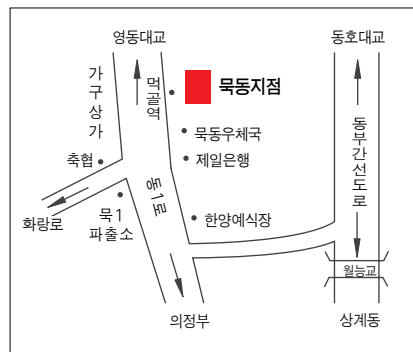 영동대교
동호대교
가구상가
먹골역
묵동지점
묵동우체국
제일은행
축협
동1로
동부간선도로
화랑로
묵1
파출소
한양예식장
월능교
의정부
상계동